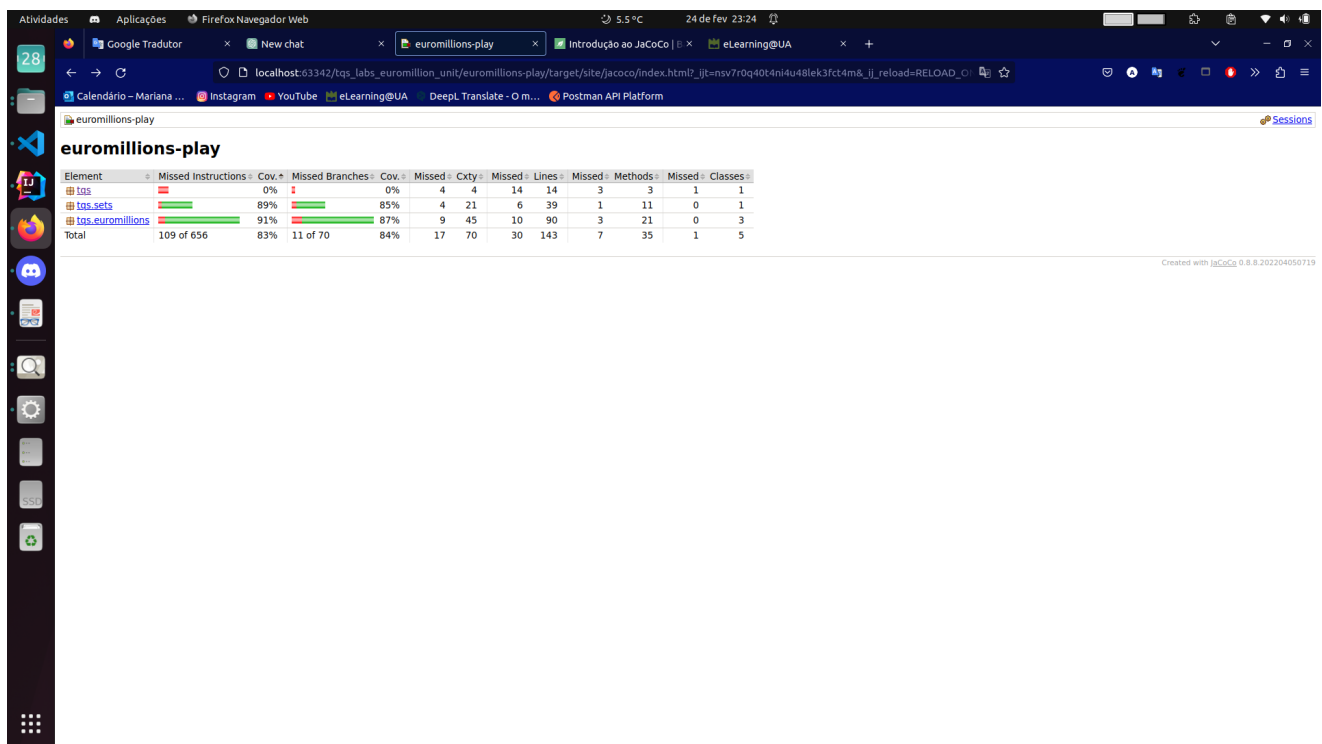 Atividades Aplicações Firefox Navegador Web 5.5 °C 24 de fev 23:24
28 Google Tradutor × New chat × euromillions-play × Introdução ao JaCoCo | B × eLearning@UA × +
localhost:63342/tqs_labs_euromillion_unit/euromillions-play/target/site/jacoco/index.html?_ijt=nsv7r0q40t4ni4u48lek3fct4m&_ij_reload=RELOAD_O
Calendário – Mariana ... Instagram YouTube eLearning@UA DeepL Translate - O m... Postman API Platform
euromillions-play Sessions
euromillions-play
Element Missed Instructions Cov. Missed Branches Cov. Missed Cxty Missed Lines Missed Methods Missed Classes
tqs 0% 0% 4 4 14 14 3 3 1 1
tqs.sets 89% 85% 4 21 6 39 1 11 0 1
tqs.euromillions 91% 87% 9 45 10 90 3 21 0 3
Total 109 of 656 83% 11 of 70 84% 17 70 30 143 7 35 1 5
Created with JaCoCo 0.8.8.202204050719
IJ
SSD